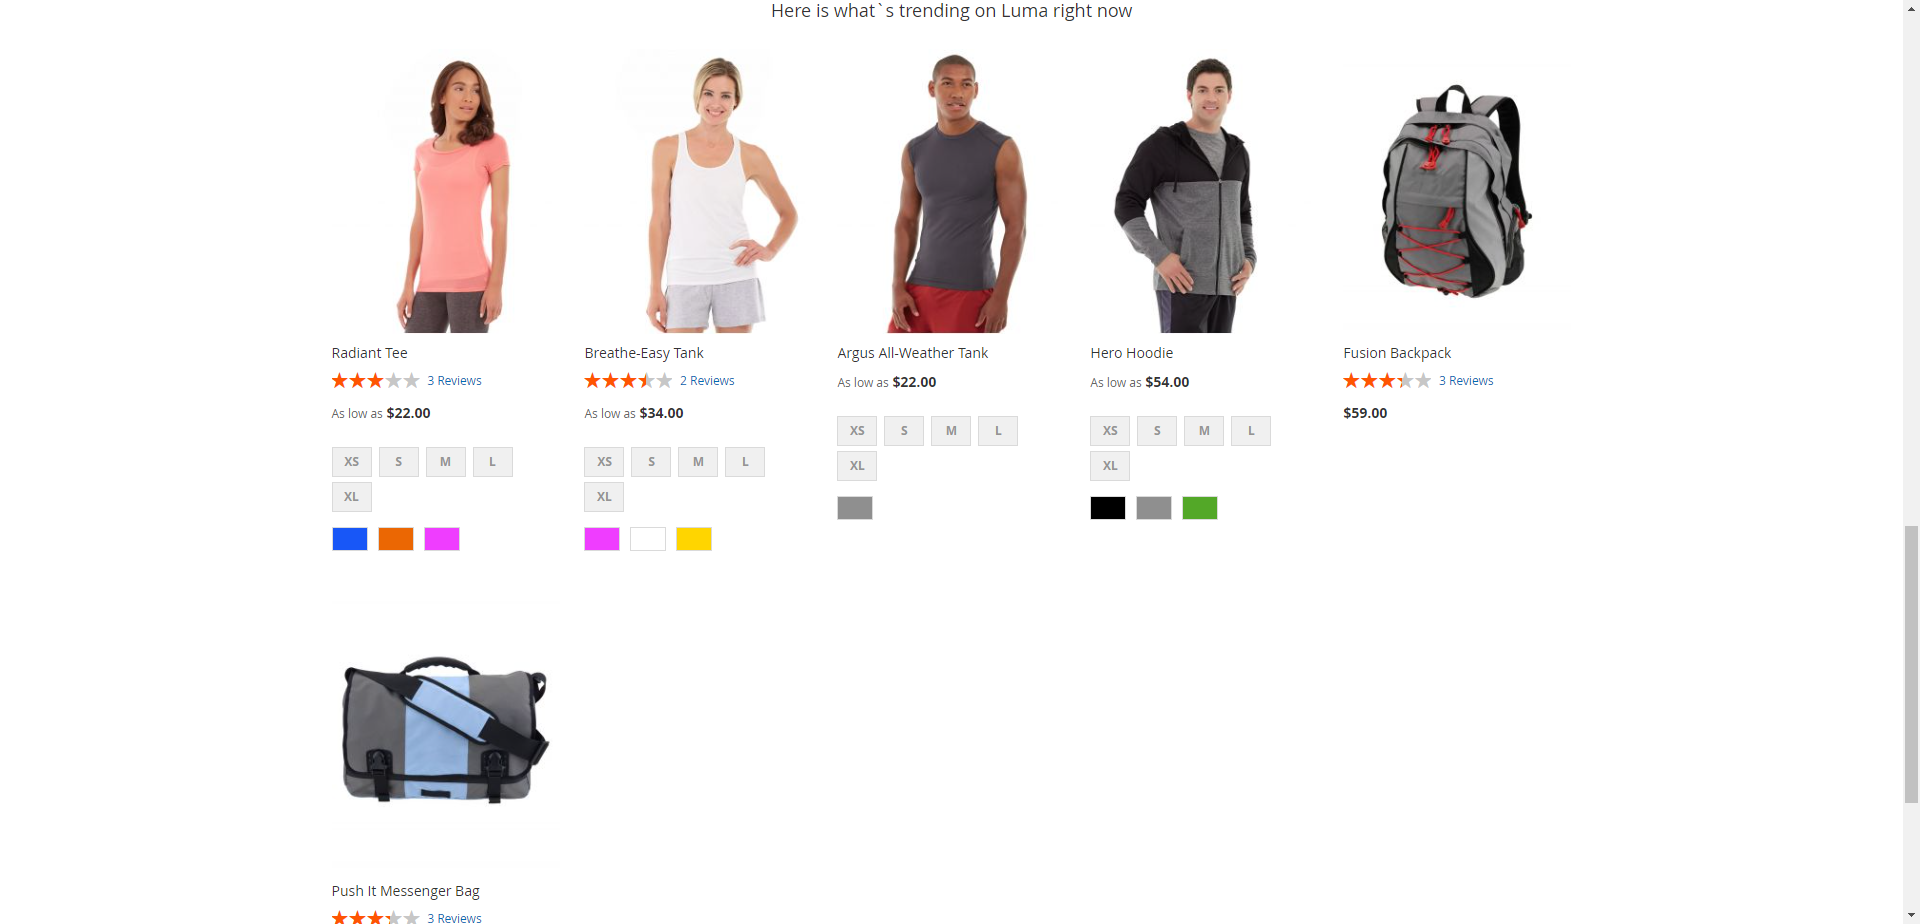 Here is what`s trending on Luma right now
Radiant Tee
3 Reviews
As low as $22.00
XS S M L
XL
Breathe-Easy Tank
2 Reviews
As low as $34.00
XS S M L
XL
Argus All-Weather Tank
As low as $22.00
XS S M L
XL
Hero Hoodie
As low as $54.00
XS S M L
XL
Fusion Backpack
3 Reviews
$59.00
Push It Messenger Bag
3 Reviews